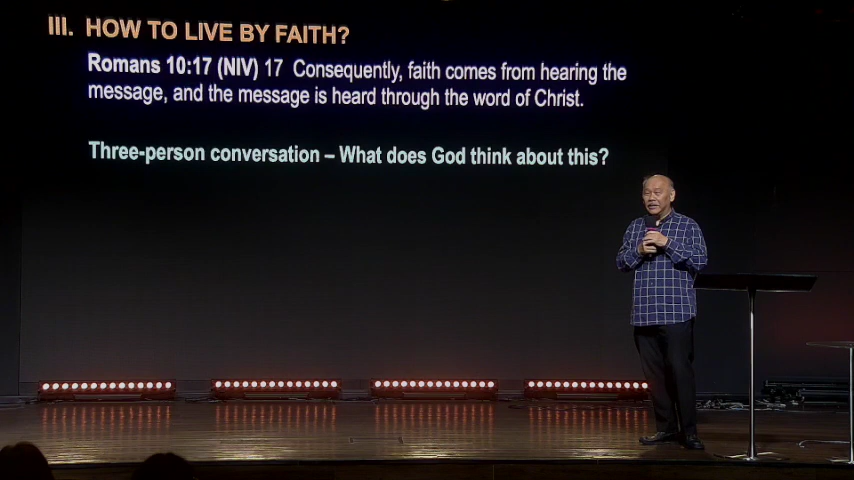 III. HOW TO LIVE BY FAITH?
Romans 10:17 (NIV) 17 Consequently, faith comes from hearing the
message, and the message is heard through the word of Christ.
Three-person conversation – What does God think about this?